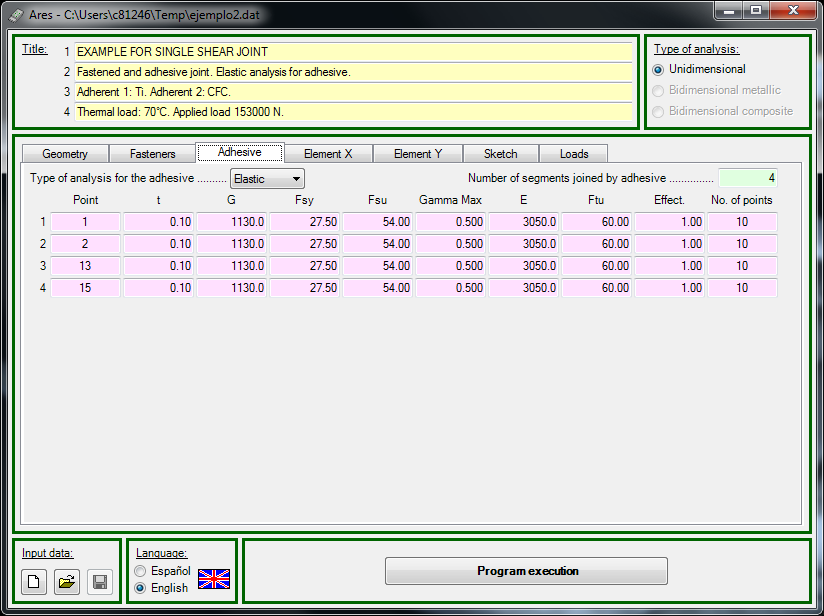 Ares - C:\Users\c81246\Temp\ejemplo2.dat
Title:
1 EXAMPLE FOR SINGLE SHEAR JOINT
2 Fastened and adhesive joint. Elastic analysis for adhesive.
3 Adherent 1: Ti. Adherent 2: CFC.
4 Thermal load: 70°C. Applied load 153000 N.
Type of analysis:
Unidimensional
Bidimensional metallic
Bidimensional composite
Geometry Fasteners Adhesive Element X Element Y Sketch Loads
Type of analysis for the adhesive .......... Elastic Number of segments joined by adhesive ............... 4
Point t G Fsy Fsu Gamma Max E Ftu Effect. No. of points
1 1 0.10 1130.0 27.50 54.00 0.500 3050.0 60.00 1.00 10
2 2 0.10 1130.0 27.50 54.00 0.500 3050.0 60.00 1.00 10
3 13 0.10 1130.0 27.50 54.00 0.500 3050.0 60.00 1.00 10
4 15 0.10 1130.0 27.50 54.00 0.500 3050.0 60.00 1.00 10
Input data:
Language:
Español
English
Program execution